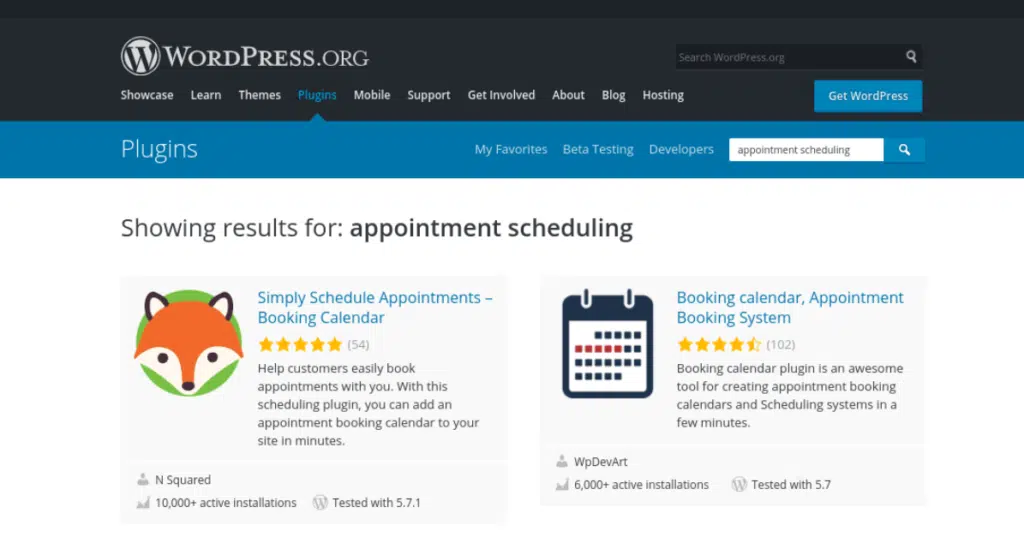 WORDPRESS.ORG
Search WordPress.org
Showcase Learn Themes Plugins Mobile Support Get Involved About Blog Hosting Get WordPress
Plugins My Favorites Beta Testing Developers appointment scheduling
Showing results for: appointment scheduling
Simply Schedule Appointments –
Booking Calendar
(54)
Help customers easily book
appointments with you. With this
scheduling plugin, you can add an
appointment booking calendar to your
site in minutes.
N Squared
10,000+ active installations Tested with 5.7.1
Booking calendar, Appointment
Booking System
(102)
Booking calendar plugin is an awesome
tool for creating appointment booking
calendars and Scheduling systems in a
few minutes.
WpDevArt
6,000+ active installations Tested with 5.7